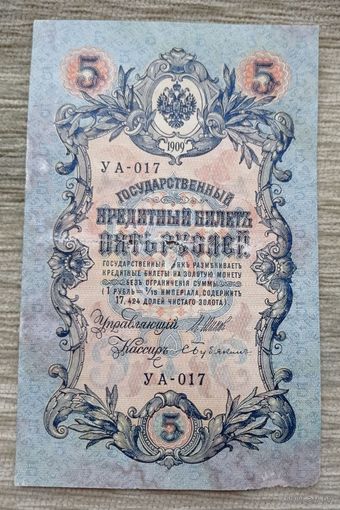 5 5
1909
УА-017
ГОСУДАРСТВЕННЫЙ
КРЕДИТНЫЙ БИЛЕТЪ
ПЯТЬ РУБЛЕЙ.
ГОСУДАРСТВЕННЫЙ БАНКЪ РАЗМѢНИВАЕТЪ
КРЕДИТНЫЕ БИЛЕТЫ НА ЗОЛОТУЮ МОНЕТУ
БЕЗЪ ОГРАНИЧЕНІЯ СУММЫ
(1 РУБЛЬ = 1/15 ИМПЕРІАЛА, СОДЕРЖИТЪ
17,424 ДОЛЕЙ ЧИСТАГО ЗОЛОТА).
Управляющій
Кассиръ
УА-017
5